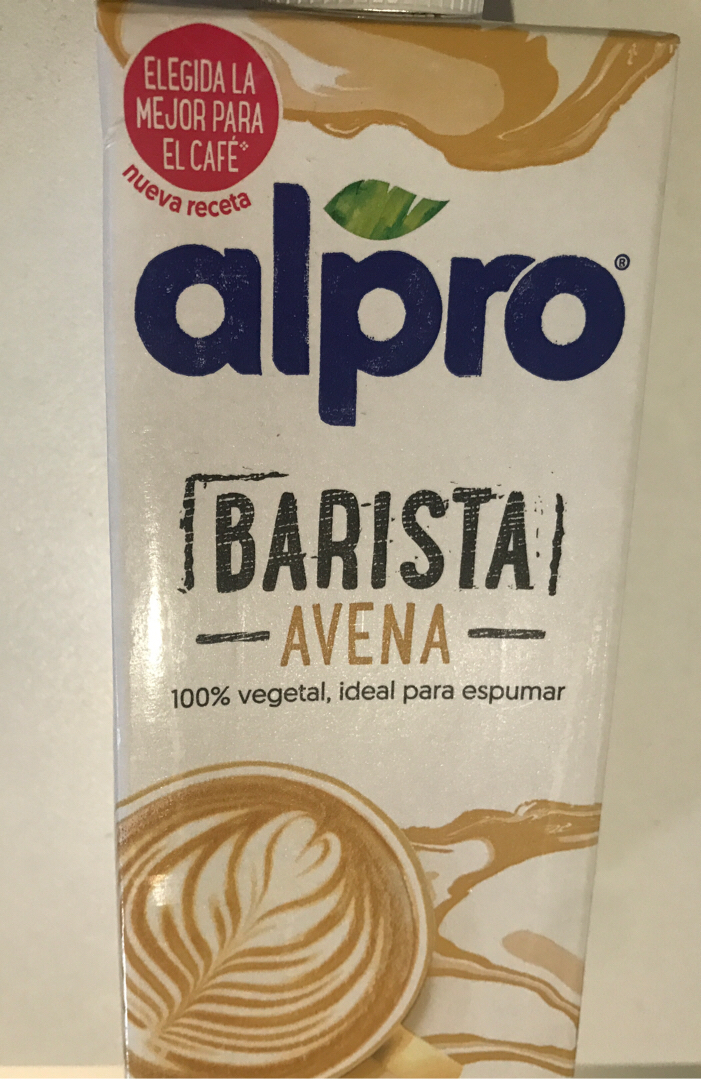 ELEGIDA LA
MEJOR PARA
EL CAFÉ
nueva receta
alpro®
BARISTA
AVENA
100% vegetal, ideal para espumar